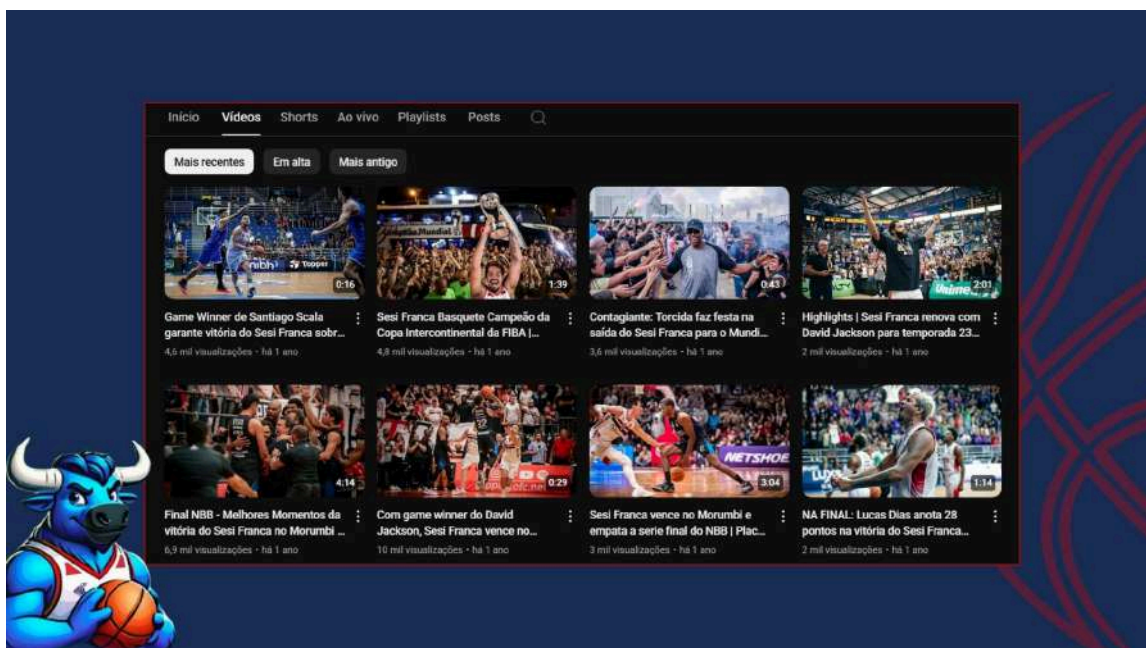 Início Vídeos Shorts Ao vivo Playlists Posts
Mais recentes Em alta Mais antigo
nbb Topper
0:16
Mundial
1:39
0:43
Unime
2:01
Game Winner de Santiago Scala
garante vitória do Sesi Franca sobr...
4,6 mil visualizações • há 1 ano
Sesi Franca Basquete Campeão da
Copa Intercontinental da FIBA |...
4,8 mil visualizações • há 1 ano
Contagiante: Torcida faz festa na
saída do Sesi Franca para o Mundi...
3,6 mil visualizações • há 1 ano
Highlights | Sesi Franca renova com
David Jackson para temporada 23...
2 mil visualizações • há 1 ano
4:14
0:29
NETSHOE
3:04
1:14
Final NBB - Melhores Momentos da
vitória do Sesi Franca no Morumbi ...
6,9 mil visualizações • há 1 ano
Com game winner do David
Jackson, Sesi Franca vence no...
10 mil visualizações • há 1 ano
Sesi Franca vence no Morumbi e
empata a serie final do NBB | Plac...
3 mil visualizações • há 1 ano
NA FINAL: Lucas Dias anota 28
pontos na vitória do Sesi Franca...
2 mil visualizações • há 1 ano